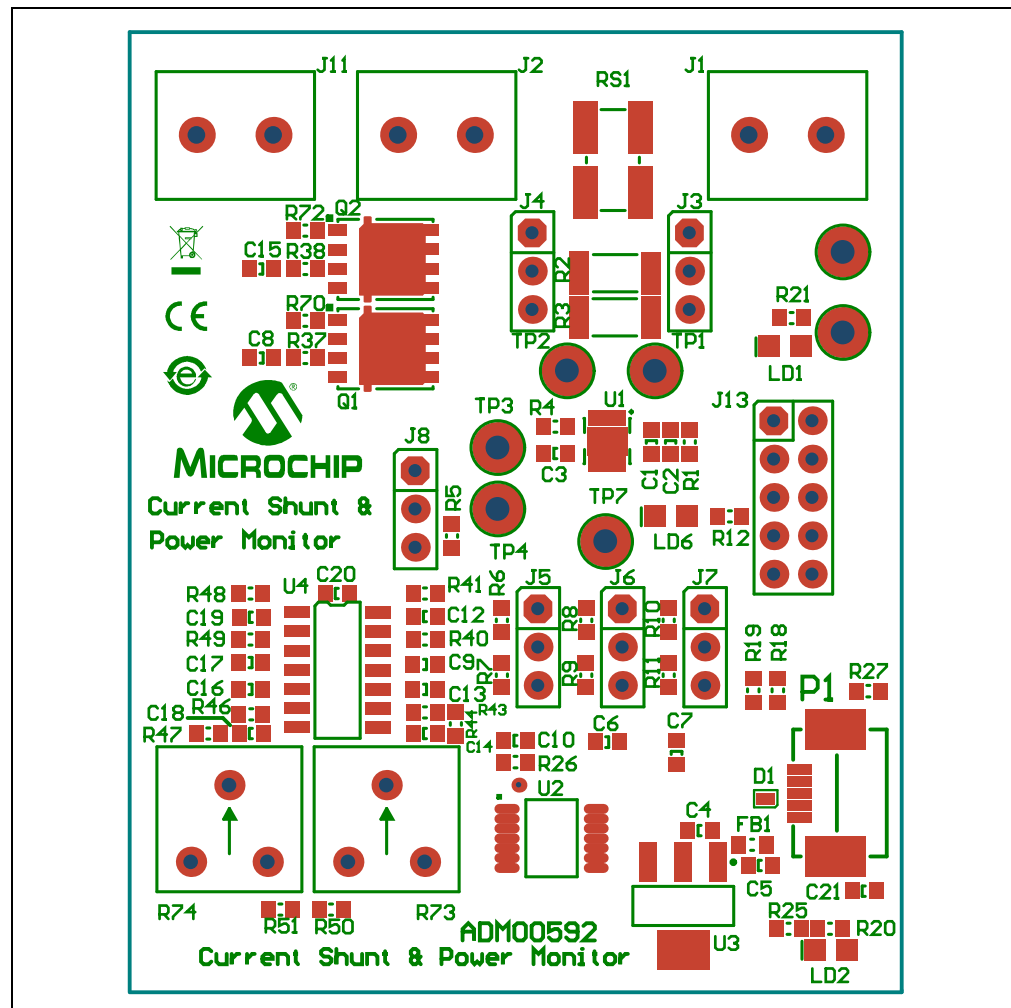 J11
J2
RS1
J1
J4
J3
R72
Q2
C15
R38
R2
R70
R3
R21
C8
R37
TP2
TP1
LD1
CE
e
Q1
®
TP3
R4
U1
J13
J8
MICROCHIP
C3
C1
C2
R1
Current Shunt &
Power Monitor
R5
TP7
TP4
LD6
R12
R48
U4
C20
R41
R6
J5
J6
J7
C19
C12
R8
R10
R49
R40
R19
R18
C17
C9
R7
R9
R11
C16
C13
R27
P1
R46
R43
C18
R44
R47
C14
C10
C6
C7
R26
U2
D1
C4
FB1
C5
C21
R74
R51
R50
R73
ADM00592
R25
R20
Current Shunt & Power Monitor
U3
LD2